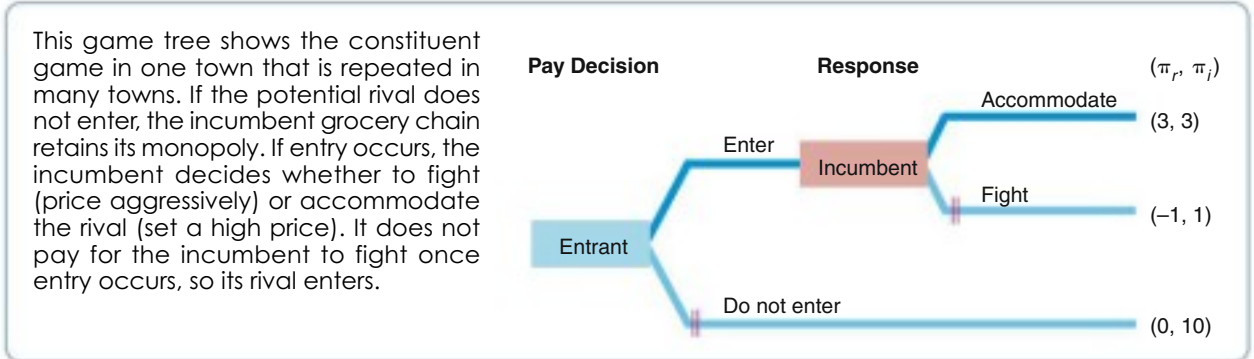 This game tree shows the constituent
game in one town that is repeated in
many towns. If the potential rival does
not enter, the incumbent grocery chain
retains its monopoly. If entry occurs, the
incumbent decides whether to fight
(price aggressively) or accommodate
the rival (set a high price). It does not
pay for the incumbent to fight once
entry occurs, so its rival enters.
Pay Decision
Response
(πr, πi)
Accommodate
(3, 3)
Enter
Incumbent
Fight
(–1, 1)
Entrant
Do not enter
(0, 10)